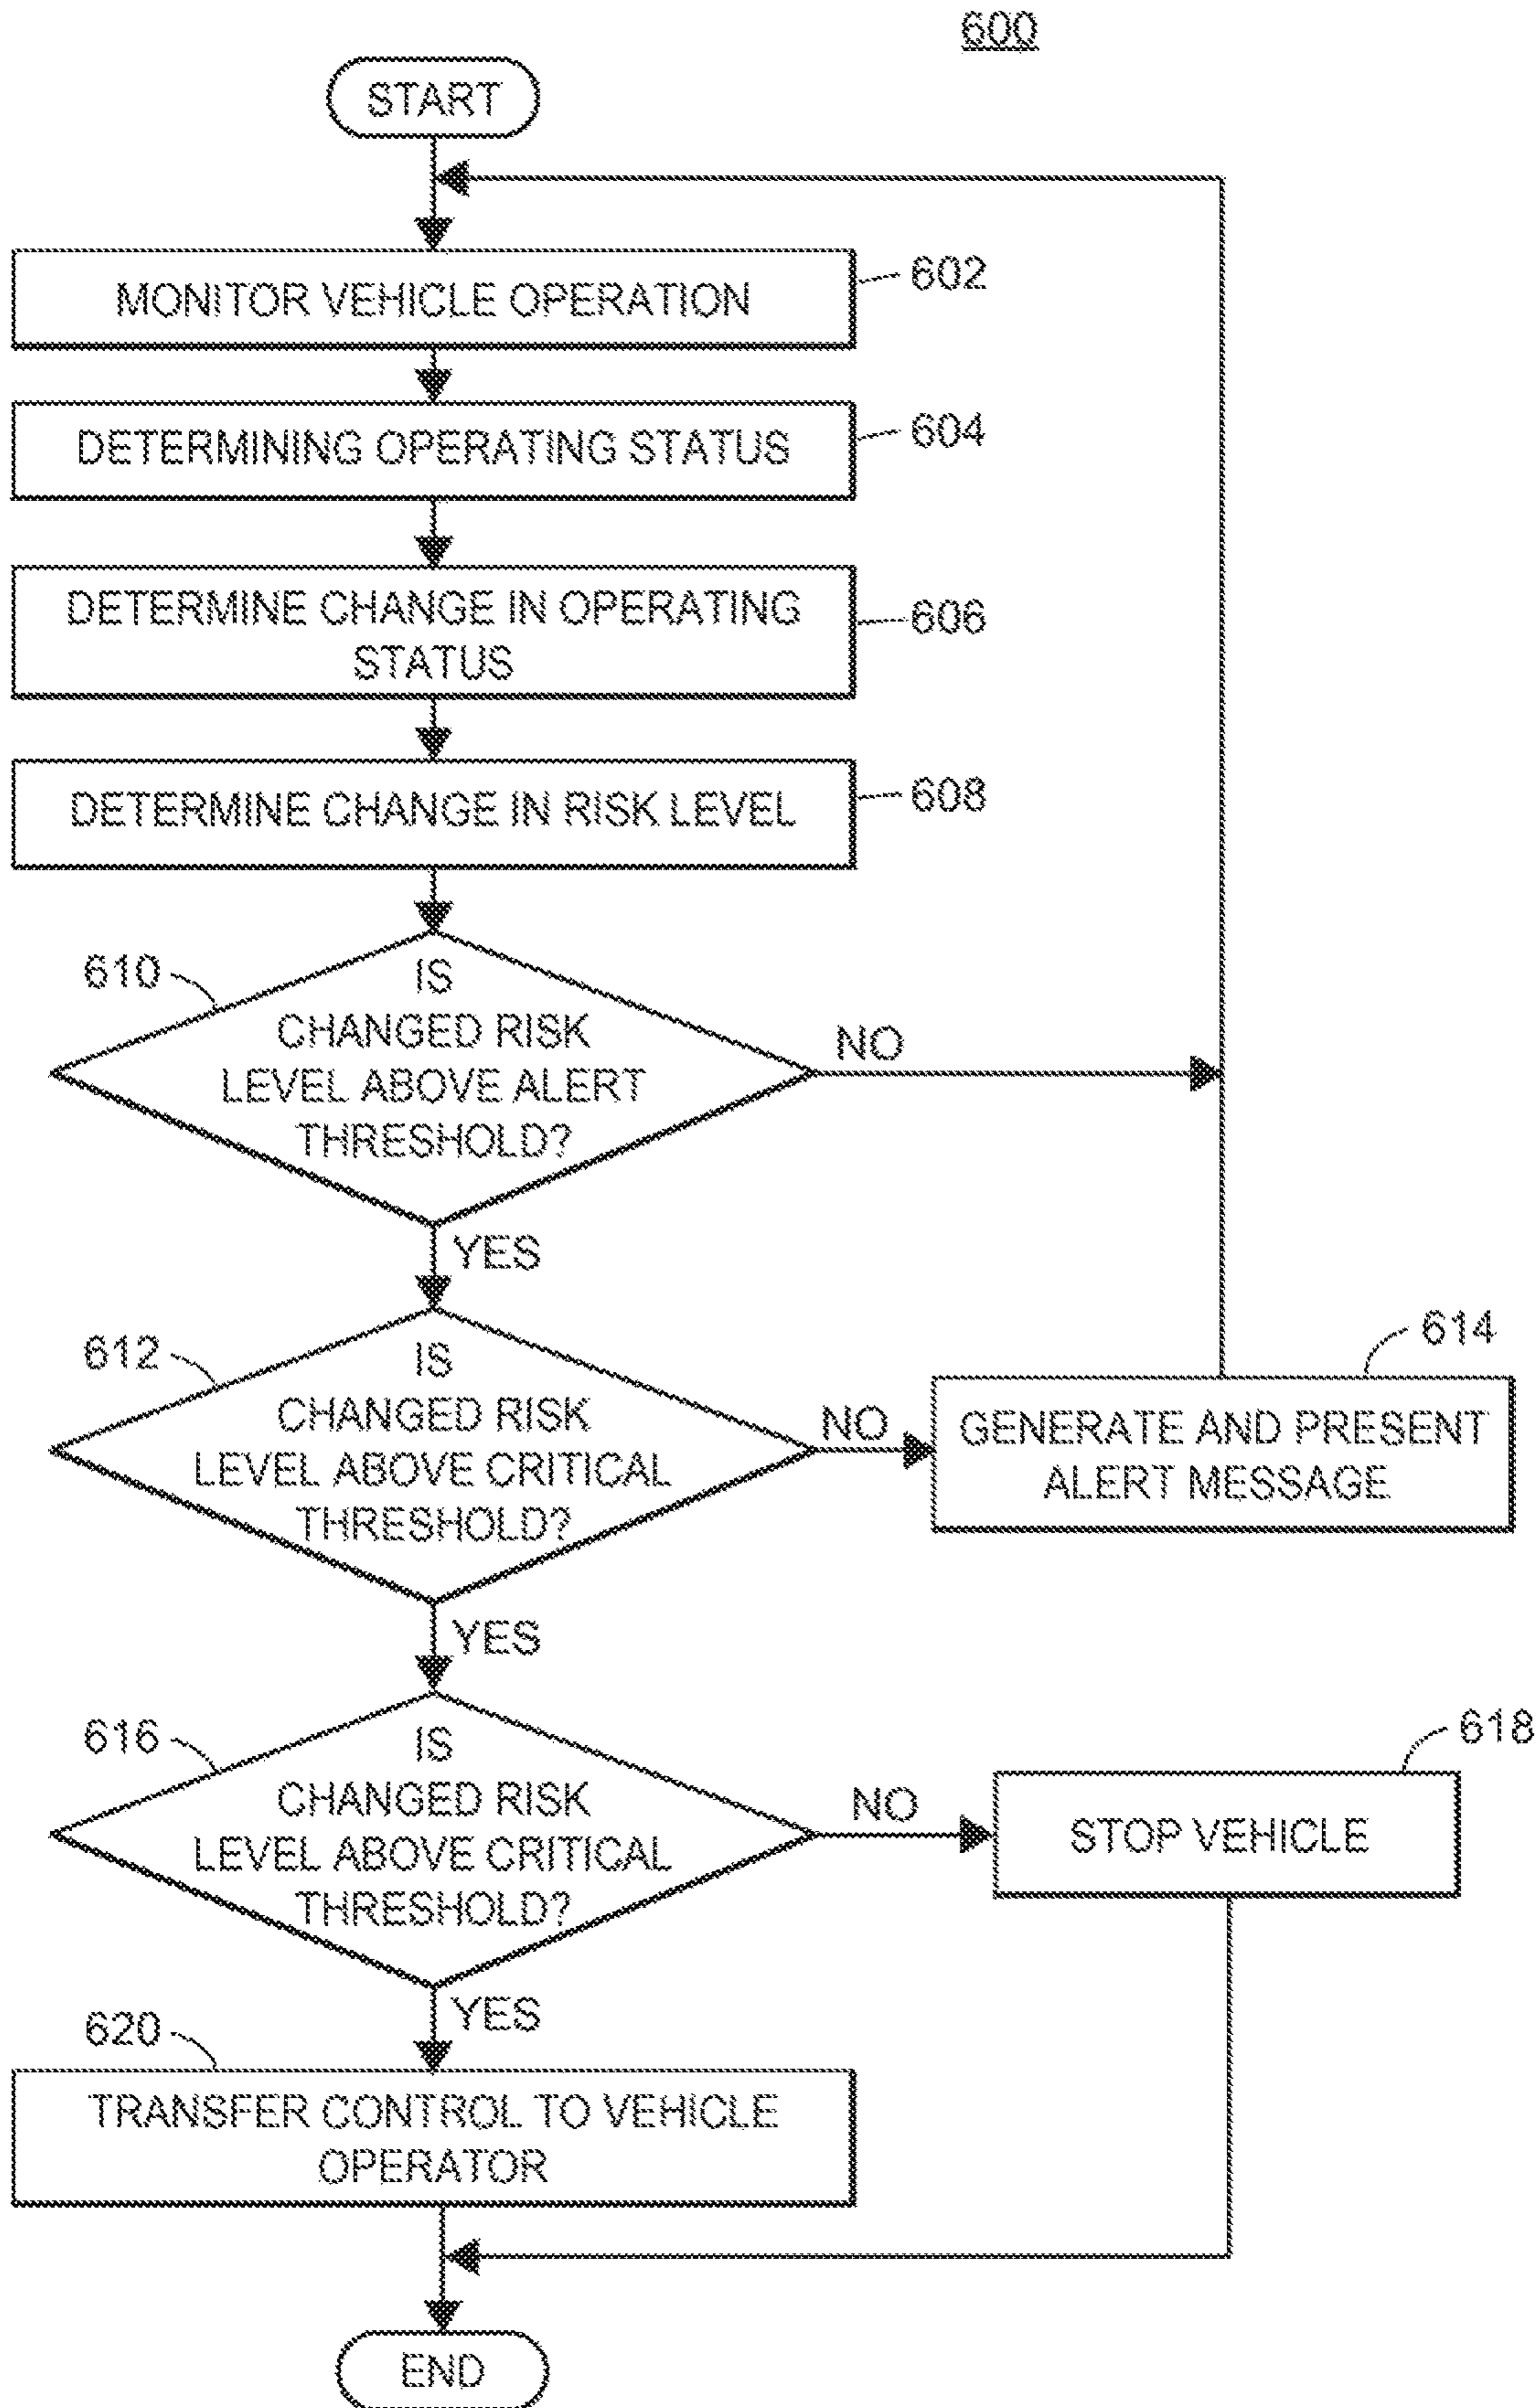 600
START
MONITOR VEHICLE OPERATION
602
DETERMINING OPERATING STATUS
604
DETERMINE CHANGE IN OPERATING
STATUS
606
DETERMINE CHANGE IN RISK LEVEL
608
610
IS
CHANGED RISK
LEVEL ABOVE ALERT
THRESHOLD?
NO
YES
612
IS
CHANGED RISK
LEVEL ABOVE CRITICAL
THRESHOLD?
NO
614
GENERATE AND PRESENT
ALERT MESSAGE
YES
616
IS
CHANGED RISK
LEVEL ABOVE CRITICAL
THRESHOLD?
NO
618
STOP VEHICLE
YES
620
TRANSFER CONTROL TO VEHICLE
OPERATOR
END